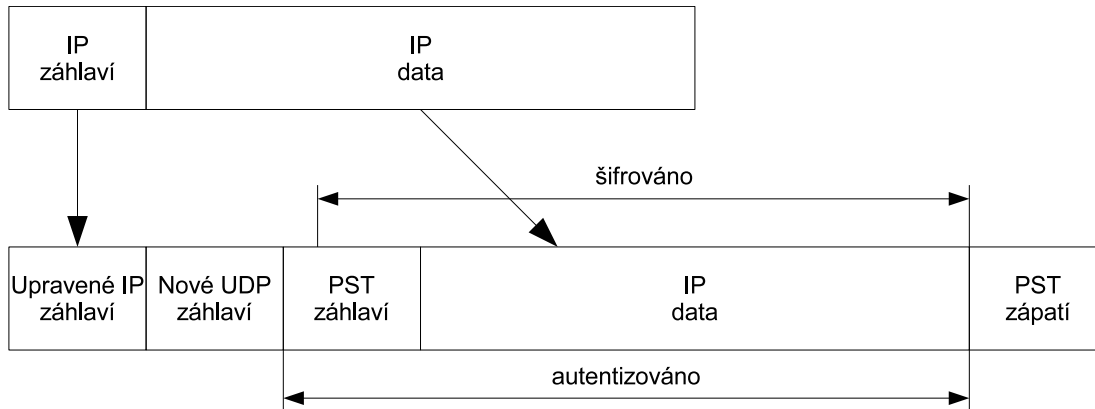 IP
záhlaví
IP
data
šifrováno
Upravené IP
záhlaví
Nové UDP
záhlaví
PST
záhlaví
IP
data
PST
zápatí
autentizováno